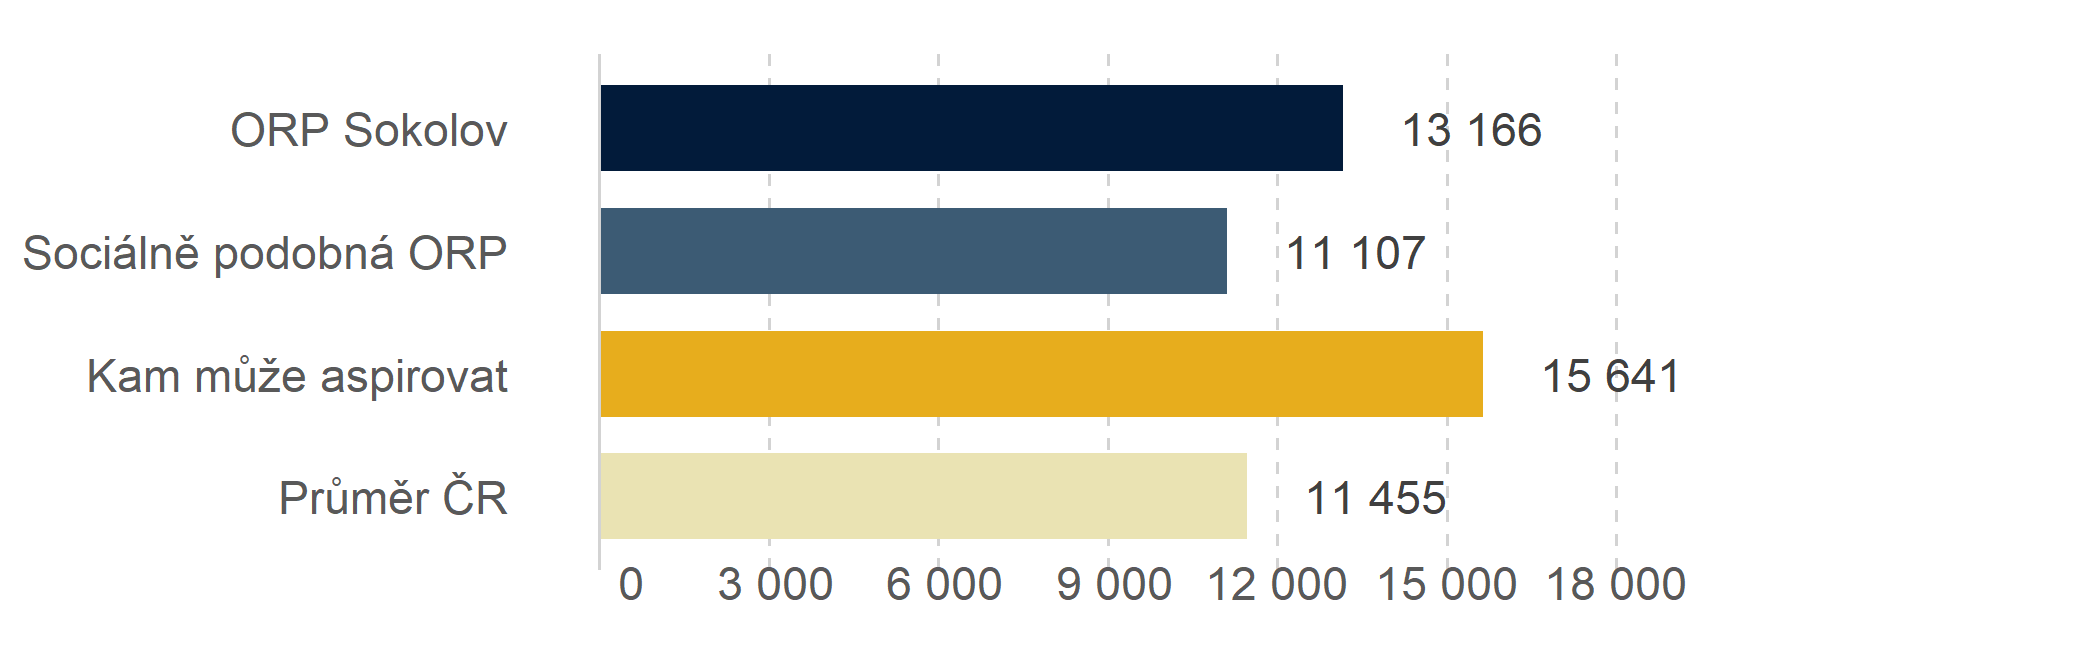 ORP Sokolov 13 166
Sociálně podobná ORP 11 107
Kam může aspirovat 15 641
Průměr ČR 11 455
0 3 000 6 000 9 000 12 000 15 000 18 000